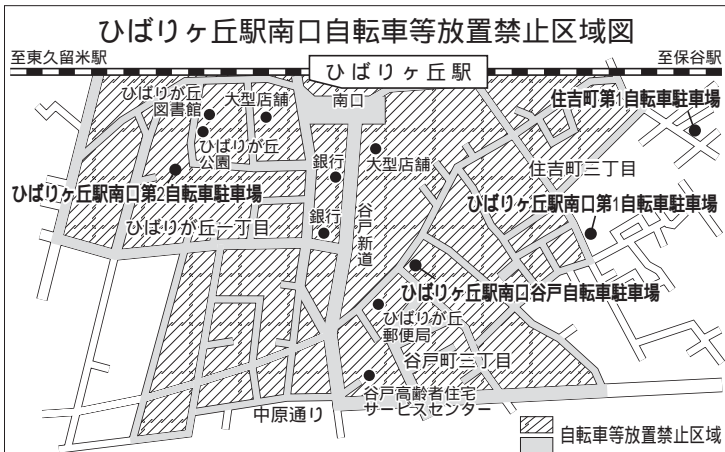 ひばりヶ丘駅南口自転車等放置禁止区域図
至東久留米駅
至保谷駅
ひばりヶ丘駅
ひばりが丘
図書館
大型店舗
南口
住吉町第1自転車駐車場
ひばりが丘
公園
銀行
大型店舗
住吉町三丁目
ひばりヶ丘駅南口第2自転車駐車場
ひばりヶ丘駅南口第1自転車駐車場
ひばりが丘一丁目
銀行
谷戸新道
ひばりヶ丘駅南口谷戸自転車駐車場
ひばりが丘
郵便局
谷戸町三丁目
谷戸高齢者住宅
サービスセンター
中原通り
自転車等放置禁止区域